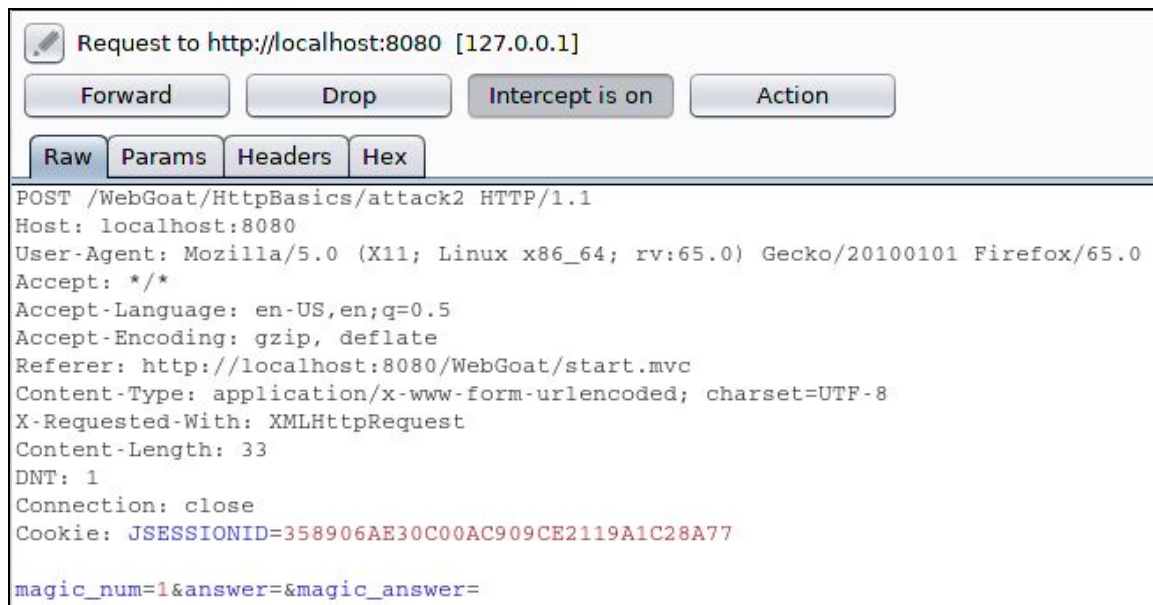 Request to http://localhost:8080 [127.0.0.1]
Forward Drop Intercept is on Action
Raw Params Headers Hex
POST /WebGoat/HttpBasics/attack2 HTTP/1.1
Host: localhost:8080
User-Agent: Mozilla/5.0 (X11; Linux x86_64; rv:65.0) Gecko/20100101 Firefox/65.0
Accept: */*
Accept-Language: en-US,en;q=0.5
Accept-Encoding: gzip, deflate
Referer: http://localhost:8080/WebGoat/start.mvc
Content-Type: application/x-www-form-urlencoded; charset=UTF-8
X-Requested-With: XMLHttpRequest
Content-Length: 33
DNT: 1
Connection: close
Cookie: JSESSIONID=358906AE30C00AC909CE2119A1C28A77
magic_num=1&answer=&magic_answer=